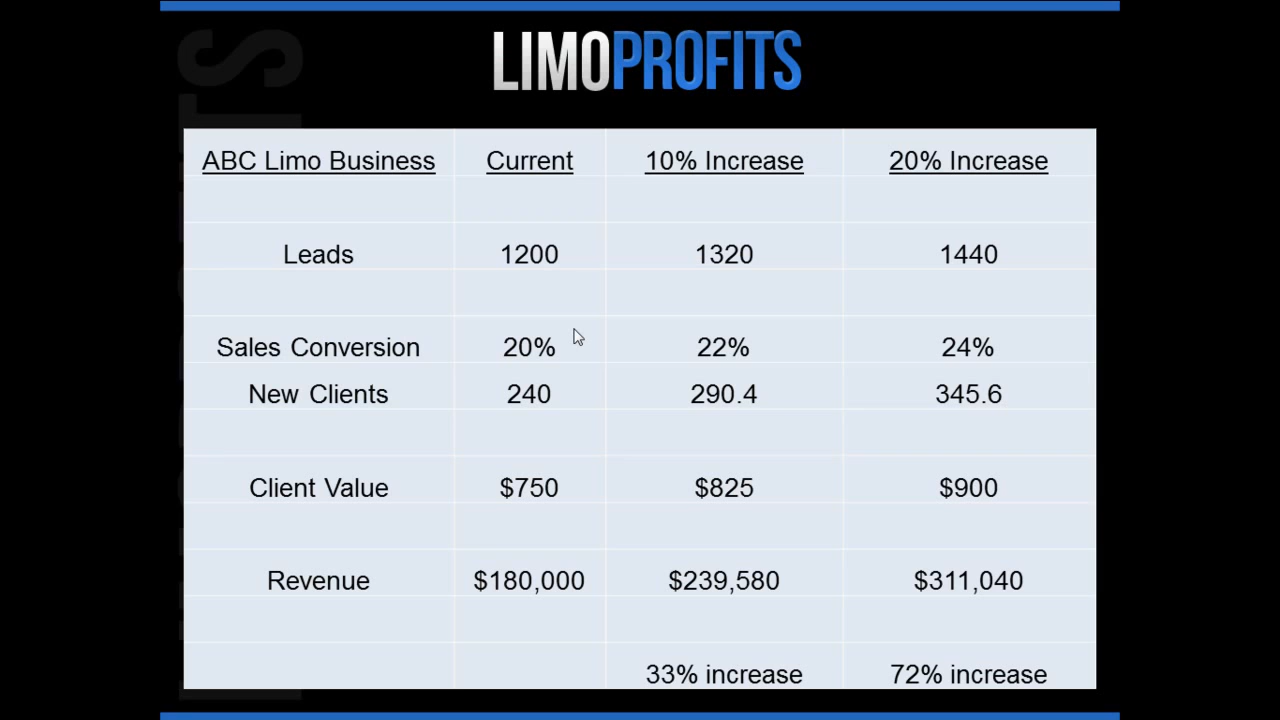 LIMOPROFITS
ABC Limo Business Current 10% Increase 20% Increase
Leads 1200 1320 1440
Sales Conversion 20% 22% 24%
New Clients 240 290.4 345.6
Client Value $750 $825 $900
Revenue $180,000 $239,580 $311,040
33% increase 72% increase